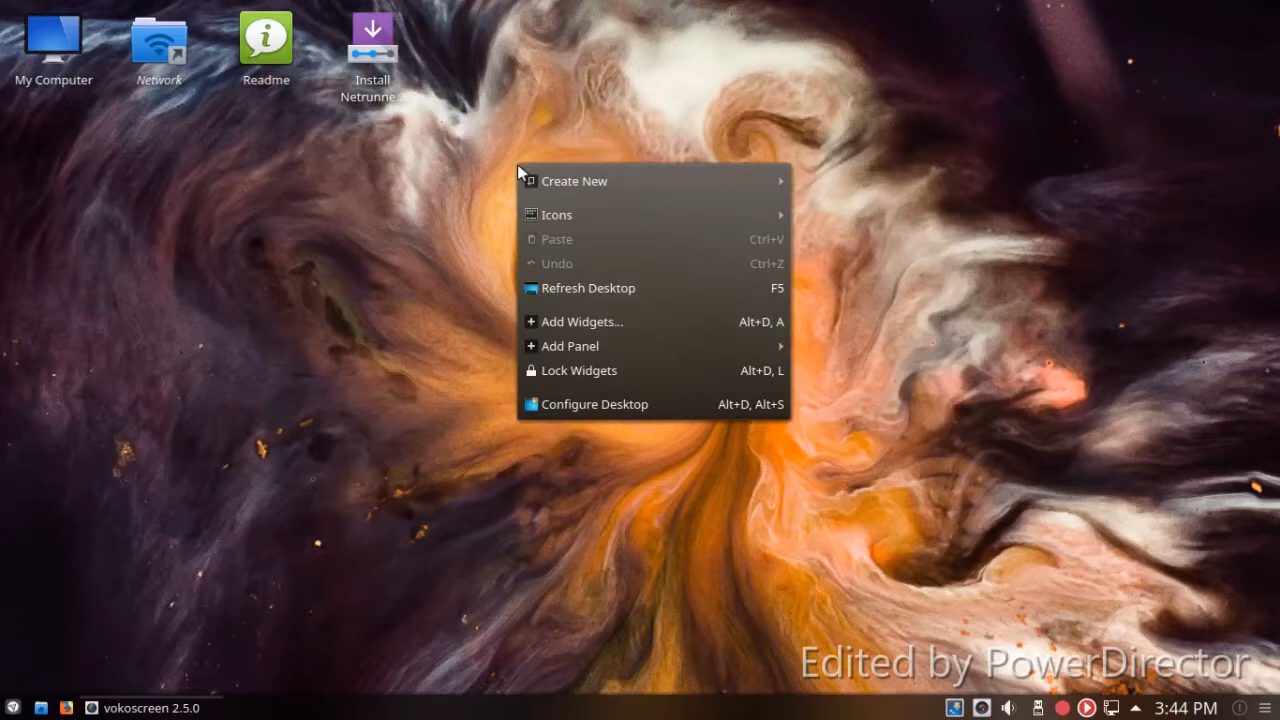 My Computer
Network
Readme
Install
Netrunne...
Create New
Icons
Paste Ctrl+V
Undo Ctrl+Z
Refresh Desktop F5
Add Widgets... Alt+D, A
Add Panel
Lock Widgets Alt+D, L
Configure Desktop Alt+D, Alt+S
Edited by PowerDirector
vokoscreen 2.5.0
3:44 PM